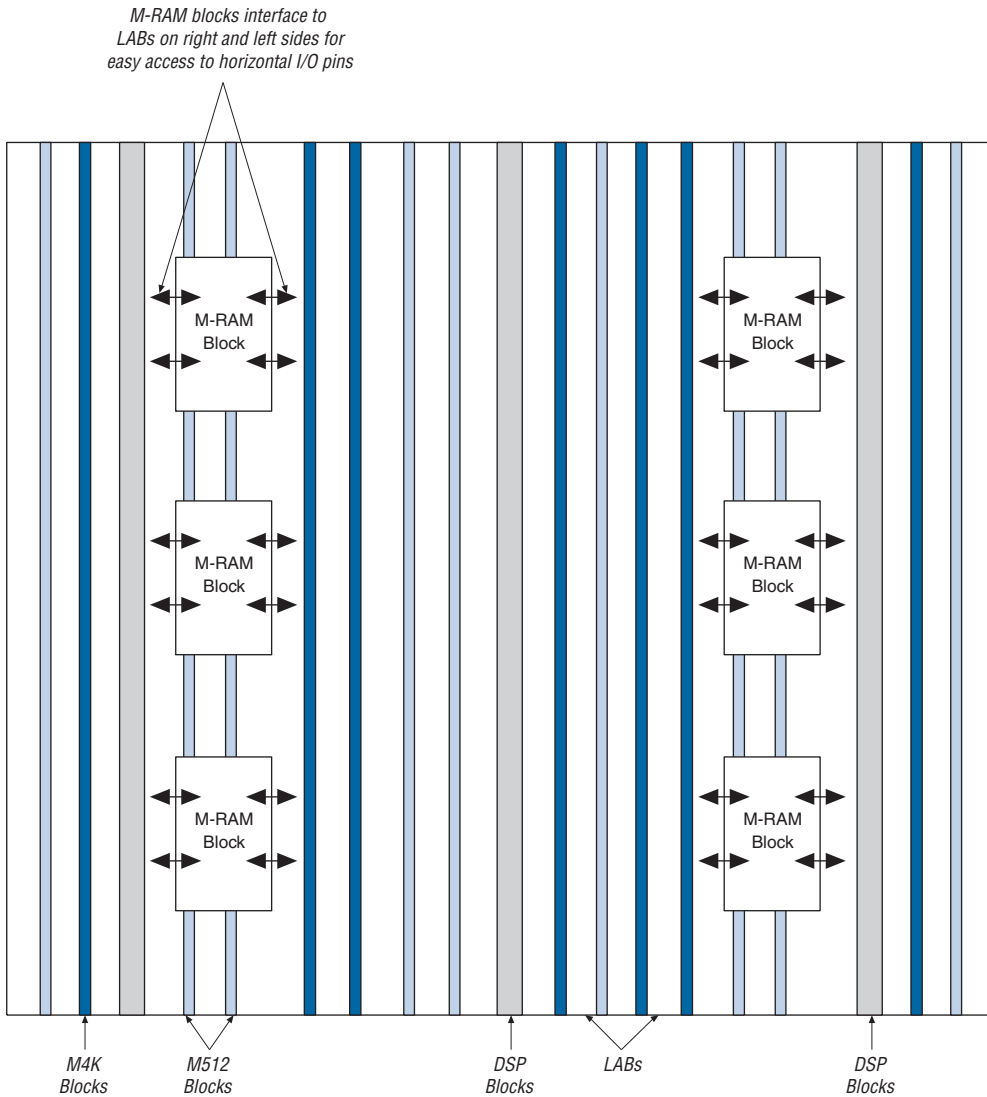 M-RAM blocks interface to
LABs on right and left sides for
easy access to horizontal I/O pins
M-RAM
Block
M-RAM
Block
M-RAM
Block
M-RAM
Block
M-RAM
Block
M-RAM
Block
M4K
Blocks
M512
Blocks
DSP
Blocks
LABs
DSP
Blocks